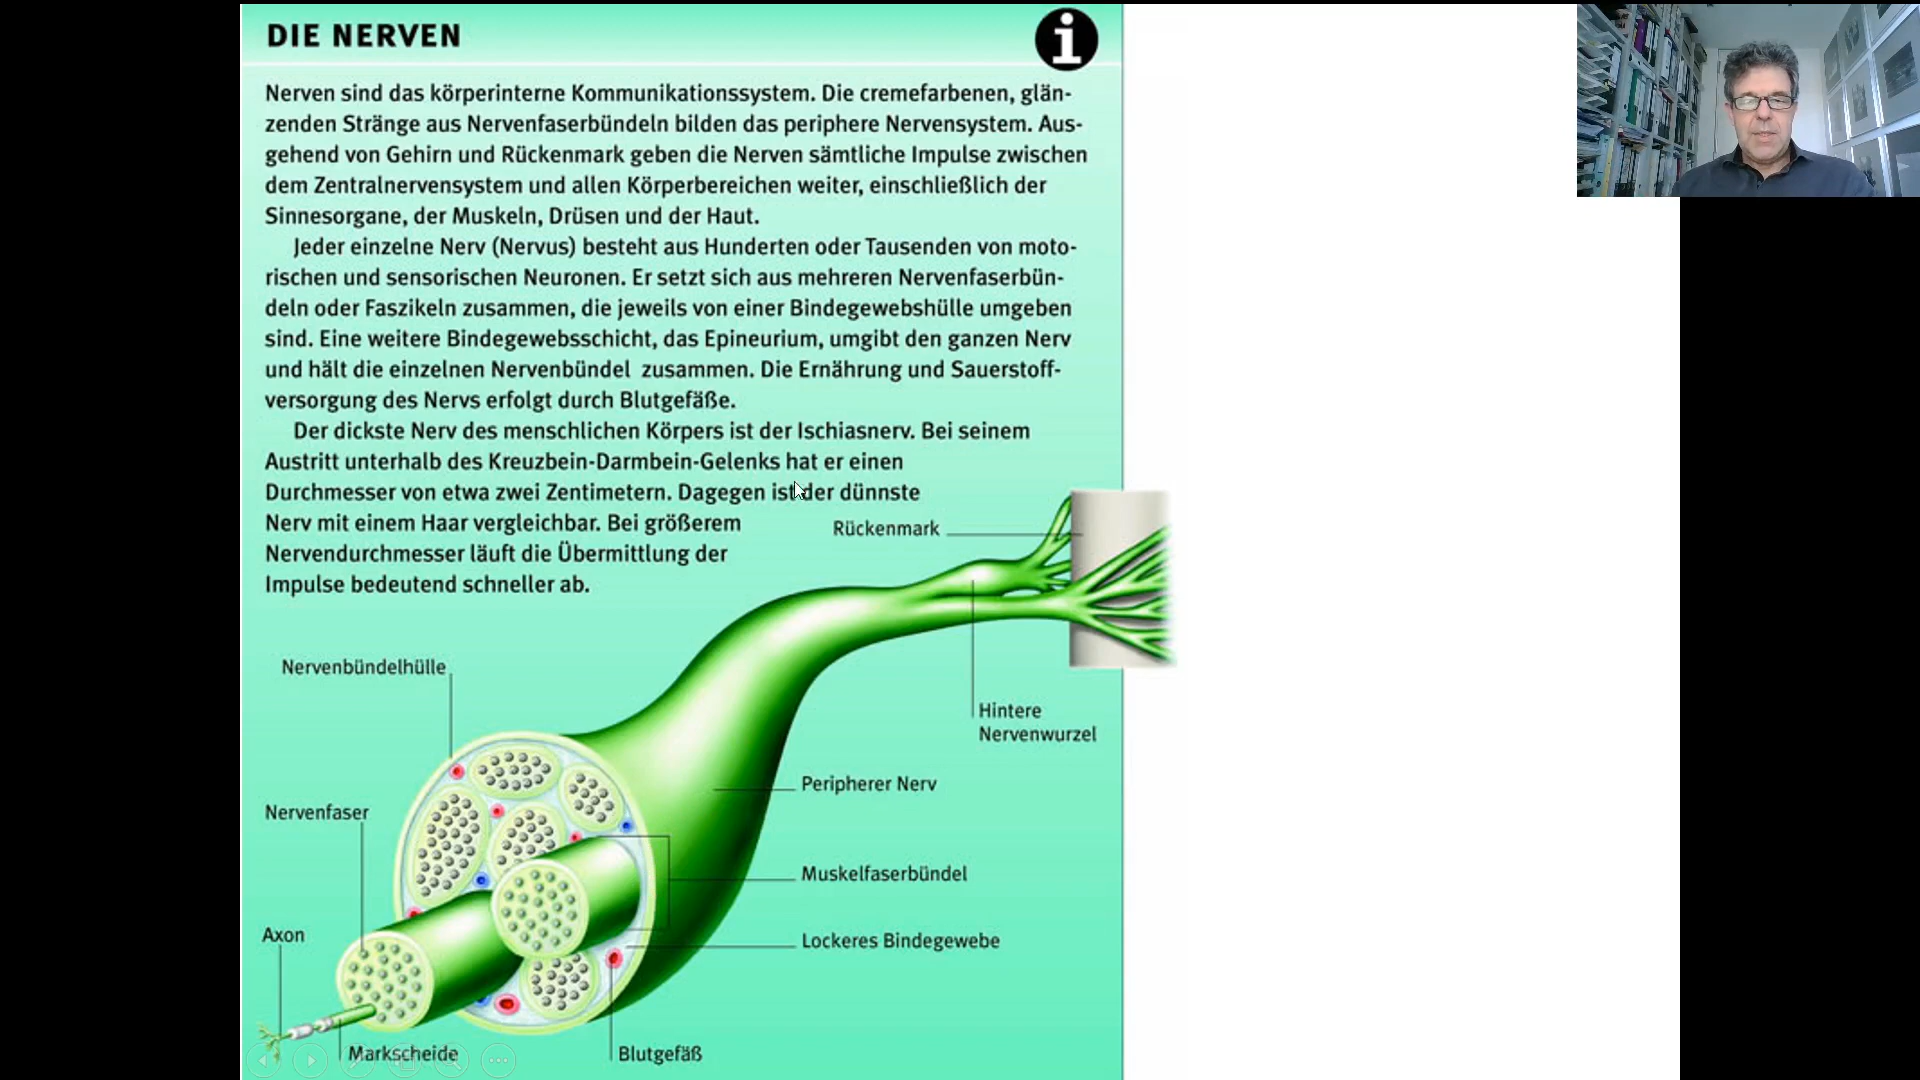 DIE NERVEN
i
Nerven sind das körperinterne Kommunikationssystem. Die cremefarbenen, glän-
zenden Stränge aus Nervenfaserbündeln bilden das periphere Nervensystem. Aus-
gehend von Gehirn und Rückenmark geben die Nerven sämtliche Impulse zwischen
dem Zentralnervensystem und allen Körperbereichen weiter, einschließlich der
Sinnesorgane, der Muskeln, Drüsen und der Haut.
Jeder einzelne Nerv (Nervus) besteht aus Hunderten oder Tausenden von moto-
rischen und sensorischen Neuronen. Er setzt sich aus mehreren Nervenfaserbün-
deln oder Faszikeln zusammen, die jeweils von einer Bindegewebshülle umgeben
sind. Eine weitere Bindegewebsschicht, das Epineurium, umgibt den ganzen Nerv
und hält die einzelnen Nervenbündel zusammen. Die Ernährung und Sauerstoff-
versorgung des Nervs erfolgt durch Blutgefäße.
Der dickste Nerv des menschlichen Körpers ist der Ischiasnerv. Bei seinem
Austritt unterhalb des Kreuzbein-Darmbein-Gelenks hat er einen
Durchmesser von etwa zwei Zentimetern. Dagegen ist der dünnste
Nerv mit einem Haar vergleichbar. Bei größerem
Nervendurchmesser läuft die Übermittlung der
Impulse bedeutend schneller ab.
Rückenmark
Nervenbündelhülle
Hintere
Nervenwurzel
Peripherer Nerv
Nervenfaser
Muskelfaserbündel
Axon
Lockeres Bindegewebe
Markscheide
Blutgefäß